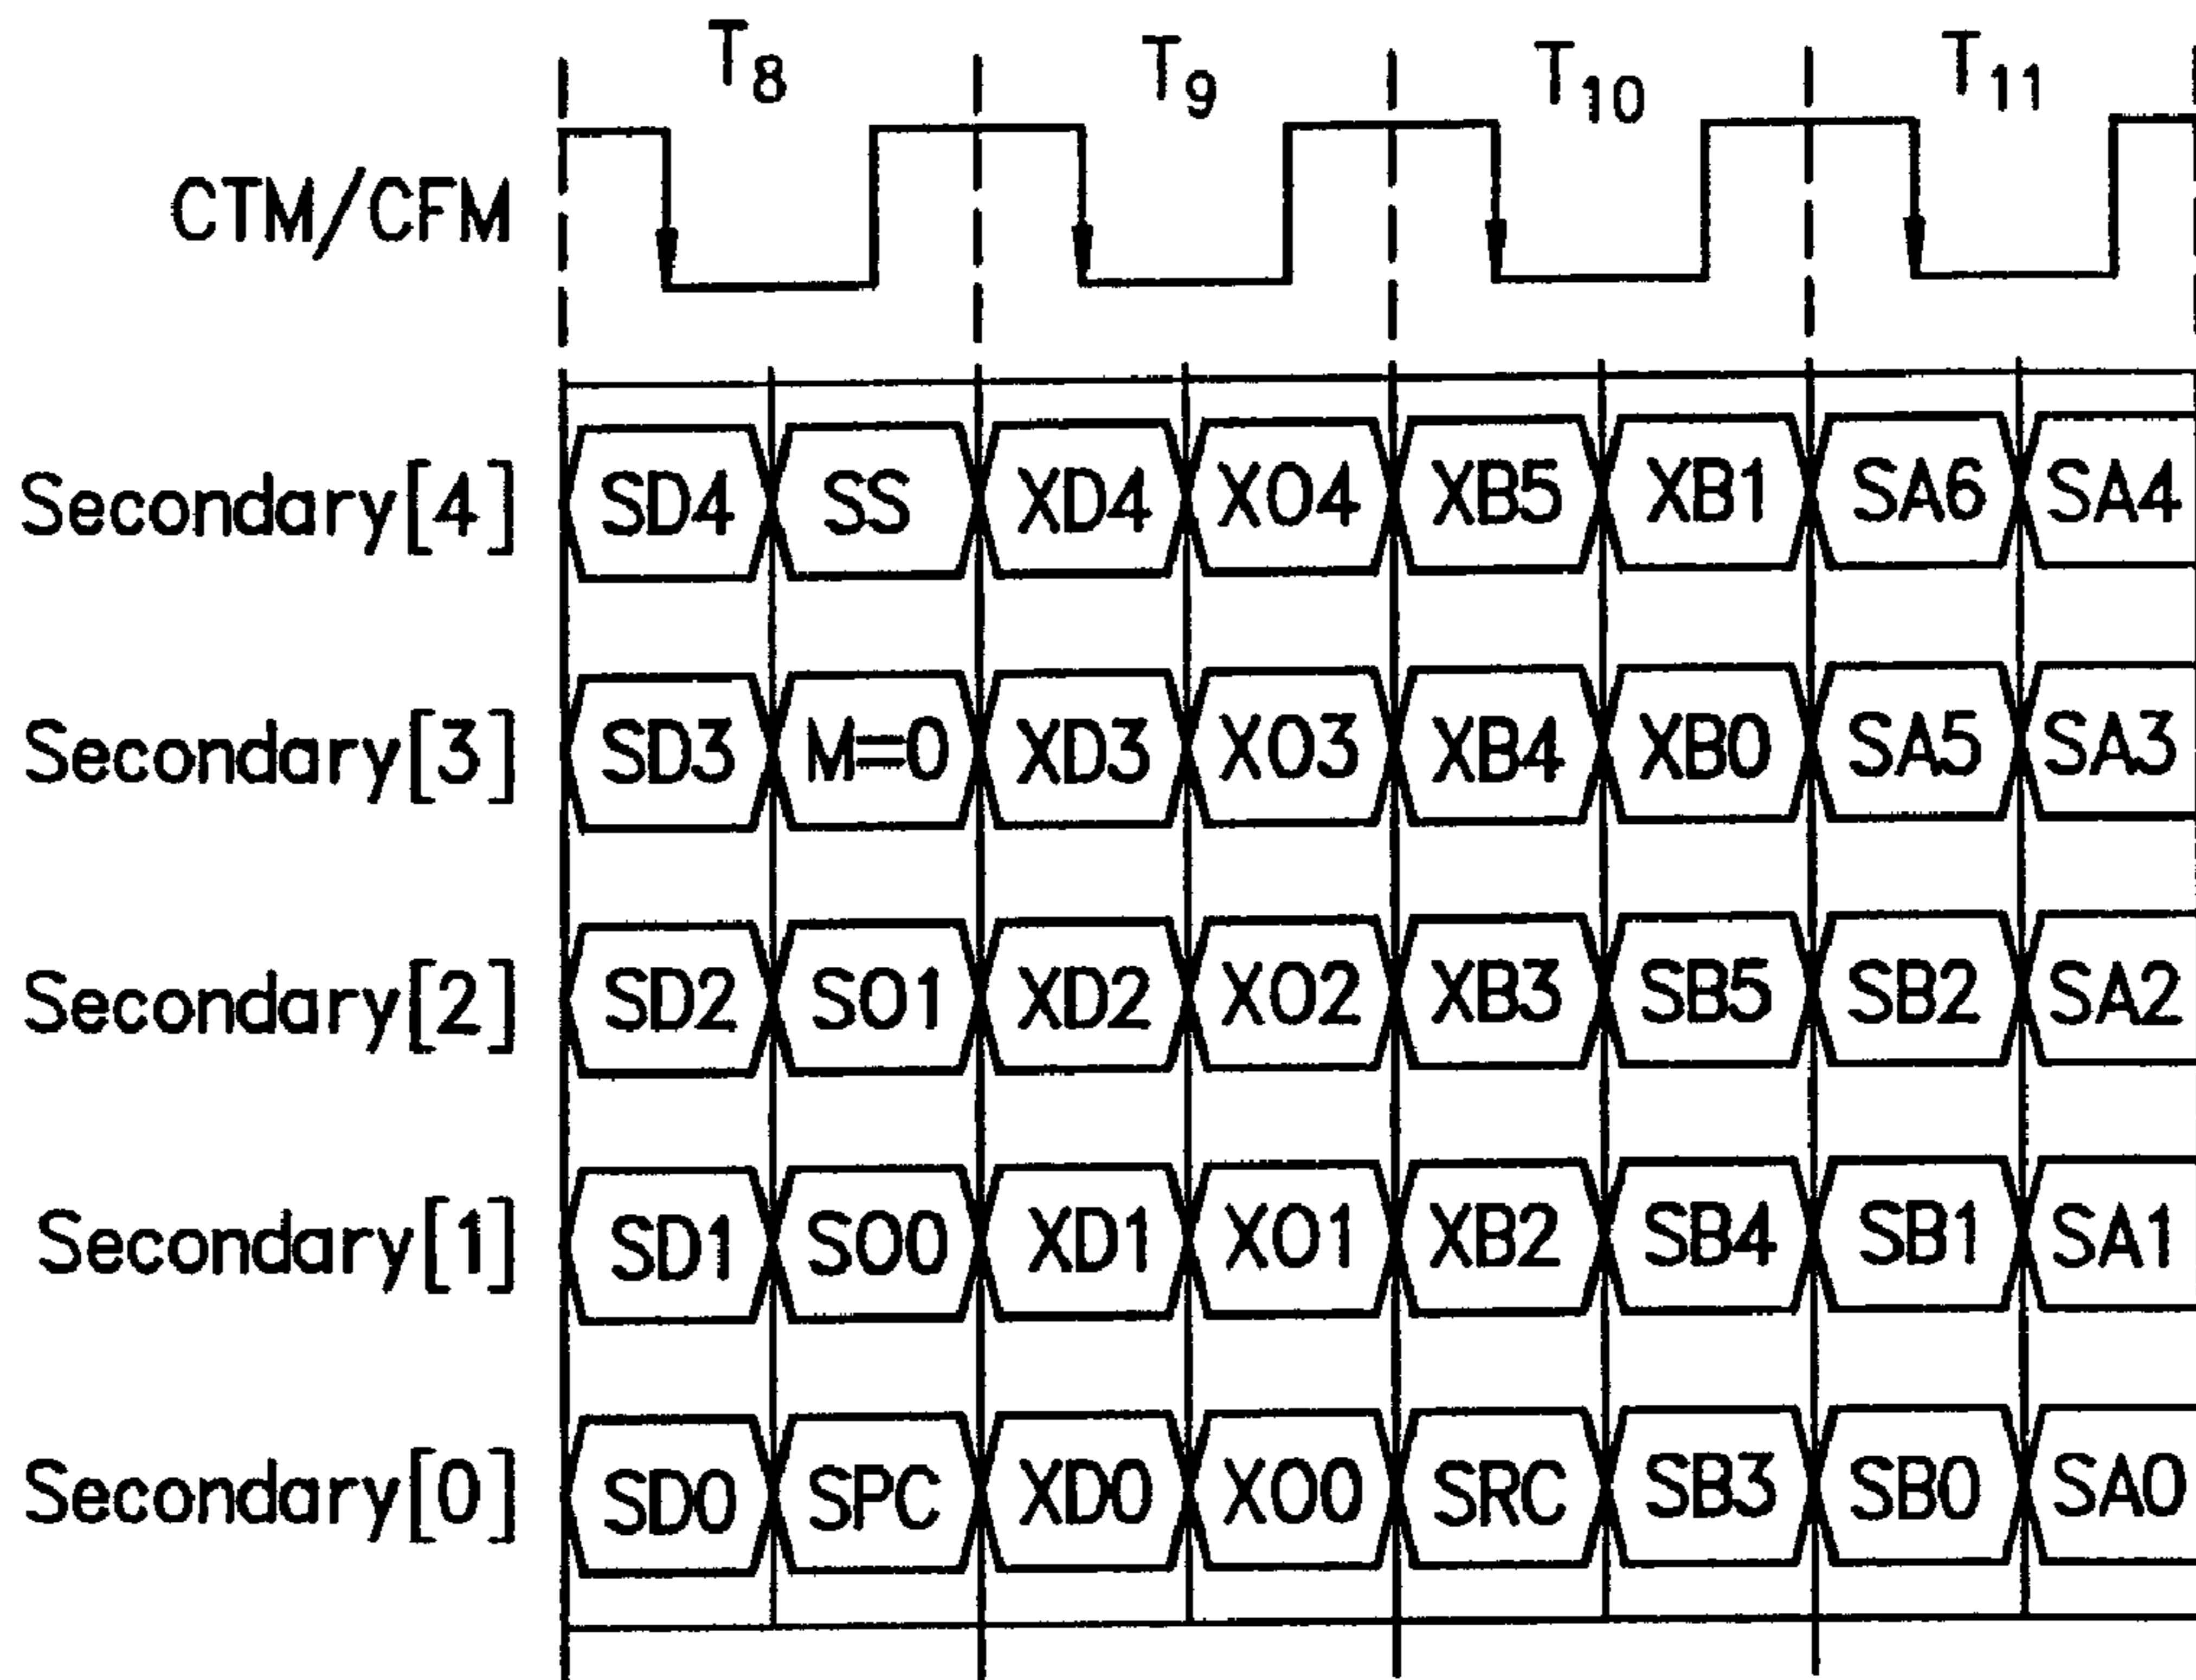 T8 T9 T10 T11
CTM/CFM
Secondary[4] SD4 SS XD4 XO4 XB5 XB1 SA6 SA4
Secondary[3] SD3 M=0 XD3 XO3 XB4 XB0 SA5 SA3
Secondary[2] SD2 SO1 XD2 XO2 XB3 SB5 SB2 SA2
Secondary[1] SD1 SO0 XD1 XO1 XB2 SB4 SB1 SA1
Secondary[0] SD0 SPC XD0 XO0 SRC SB3 SB0 SA0